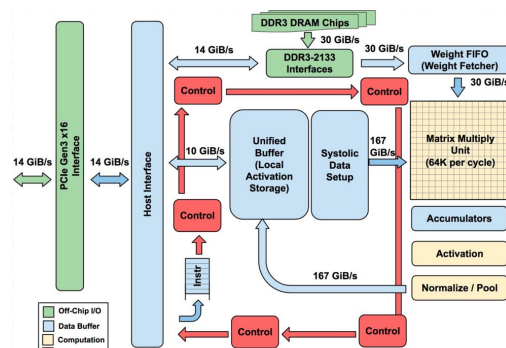 DDR3 DRAM Chips
30 GiB/s
14 GiB/s
DDR3-2133
Interfaces
30 GiB/s
Weight FIFO
(Weight Fetcher)
Control
Control
30 GiB/s
14 GiB/s
PCIe Gen3 x16
Interface
14 GiB/s
Host Interface
10 GiB/s
Unified
Buffer
(Local
Activation
Storage)
Systolic
Data
Setup
167
GiB/s
Matrix Multiply
Unit
(64K per cycle)
Control
Accumulators
Activation
Instr
167 GiB/s
Normalize / Pool
Off-Chip I/O
Data Buffer
Computation
Control
Control
Control